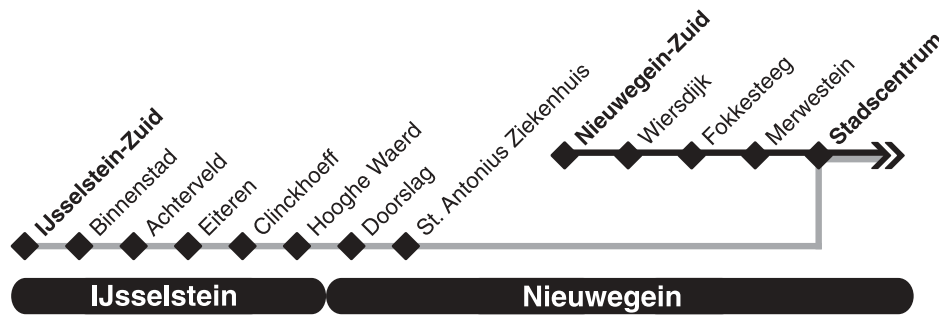 IJsselstein-Zuid
Binnenstad
Achterveld
Eiteren
Clinckhoeff
Hooghe Waerd
Doorslag
St. Antonius Ziekenhuis
Nieuwegein-Zuid
Wiersdijk
Fokkesteeg
Merwestein
Stadscentrum
IJsselstein
Nieuwegein